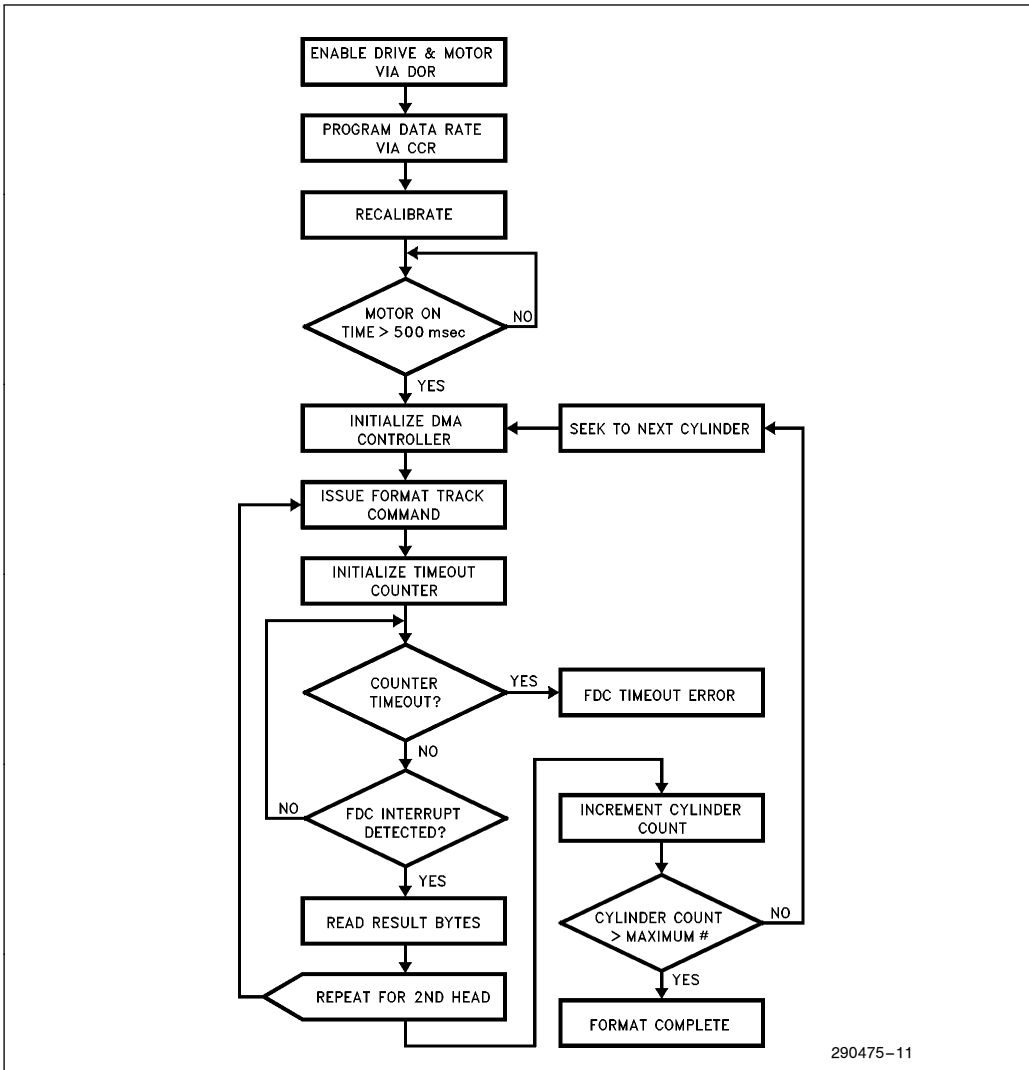 ENABLE DRIVE & MOTOR
VIA DOR
PROGRAM DATA RATE
VIA CCR
RECALIBRATE
MOTOR ON
TIME > 500 msec
NO
YES
INITIALIZE DMA
CONTROLLER
SEEK TO NEXT CYLINDER
ISSUE FORMAT TRACK
COMMAND
INITIALIZE TIMEOUT
COUNTER
COUNTER
TIMEOUT?
YES
FDC TIMEOUT ERROR
NO
FDC INTERRUPT
DETECTED?
NO
YES
READ RESULT BYTES
REPEAT FOR 2ND HEAD
INCREMENT CYLINDER
COUNT
CYLINDER COUNT
> MAXIMUM #
NO
YES
FORMAT COMPLETE
290475–11